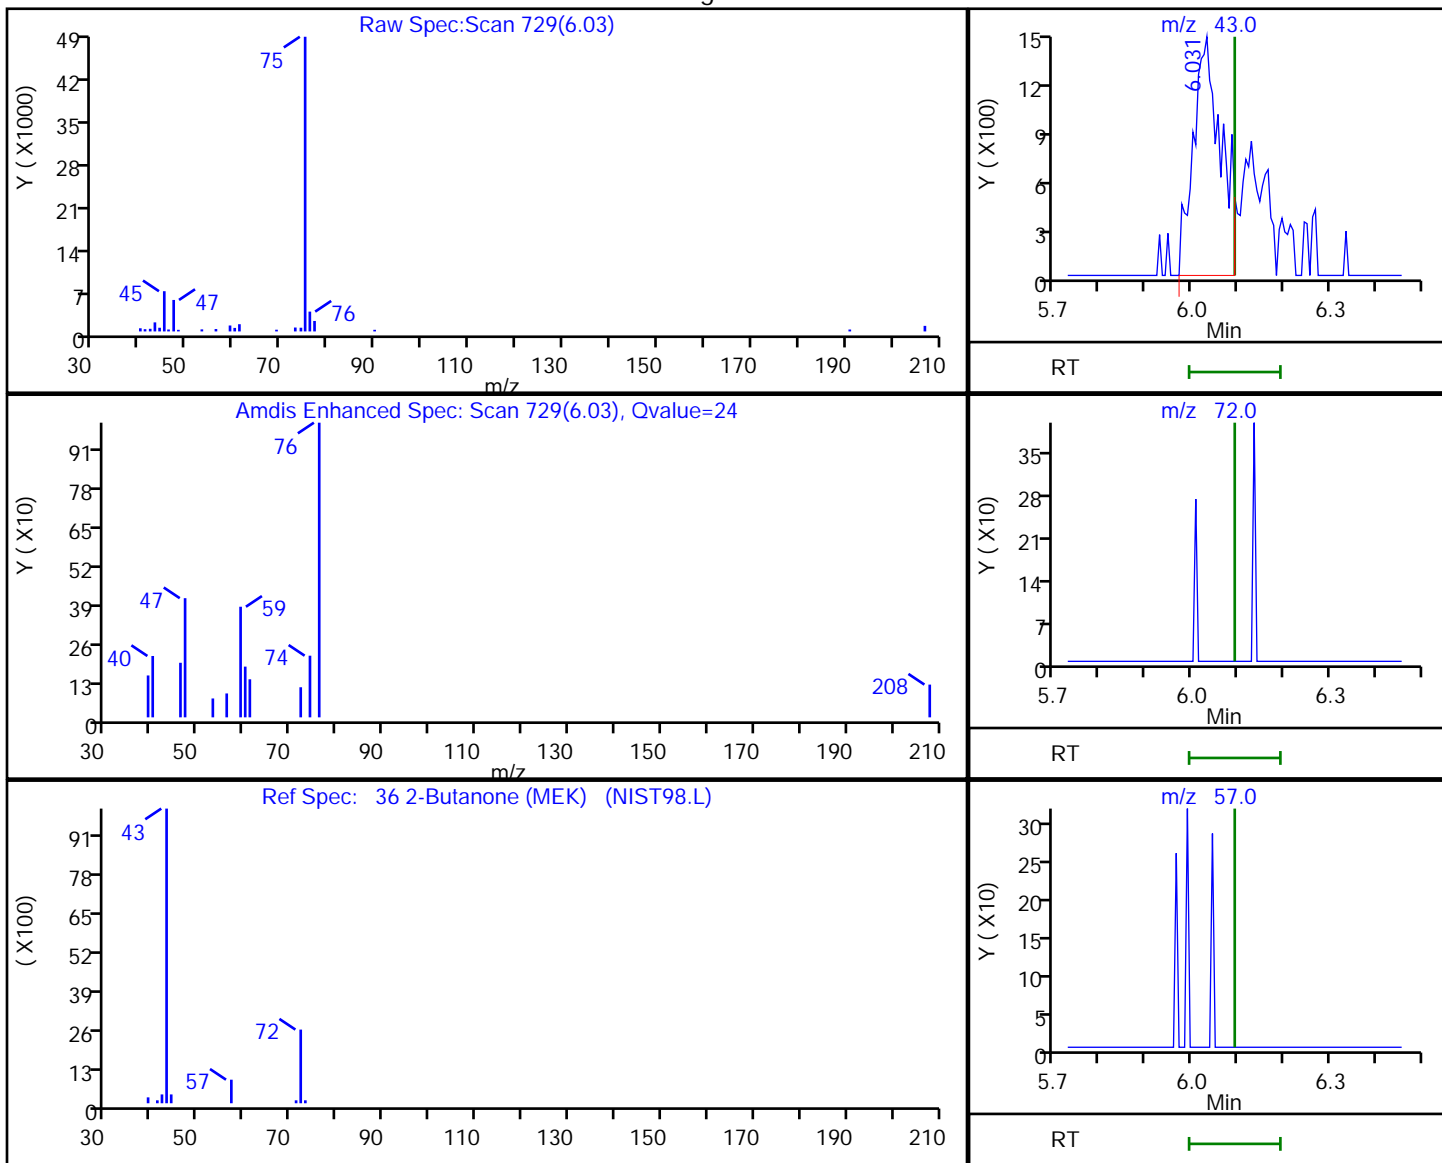 Raw Spec:Scan 729(6.03)
49
42
35
28
21
14
7
0
Y ( X1000)
75
45
47
76
30 50 70 90 110 130 150 170 190 210
m/z
m/z 43.0
15
12
9
6
3
0
Y ( X100)
6.031
5.7 6.0 6.3
Min
RT
Amdis Enhanced Spec: Scan 729(6.03), Qvalue=24
91
78
65
52
39
26
13
0
Y ( X10)
76
47
59
40
74
208
30 50 70 90 110 130 150 170 190 210
m/z
m/z 72.0
35
28
21
14
7
0
Y ( X10)
5.7 6.0 6.3
Min
RT
Ref Spec: 36 2-Butanone (MEK) (NIST98.L)
91
78
65
52
39
26
13
0
( X100)
43
72
57
30 50 70 90 110 130 150 170 190 210
m/z 57.0
30
25
20
15
10
5
0
Y ( X10)
5.7 6.0 6.3
Min
RT